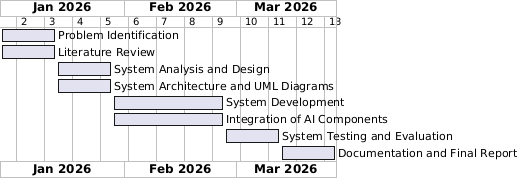 Jan 2026 Feb 2026 Mar 2026
2 3 4 5 6 7 8 9 10 11 12 13
Problem Identification
Literature Review
System Analysis and Design
System Architecture and UML Diagrams
System Development
Integration of AI Components
System Testing and Evaluation
Documentation and Final Report
Jan 2026 Feb 2026 Mar 2026